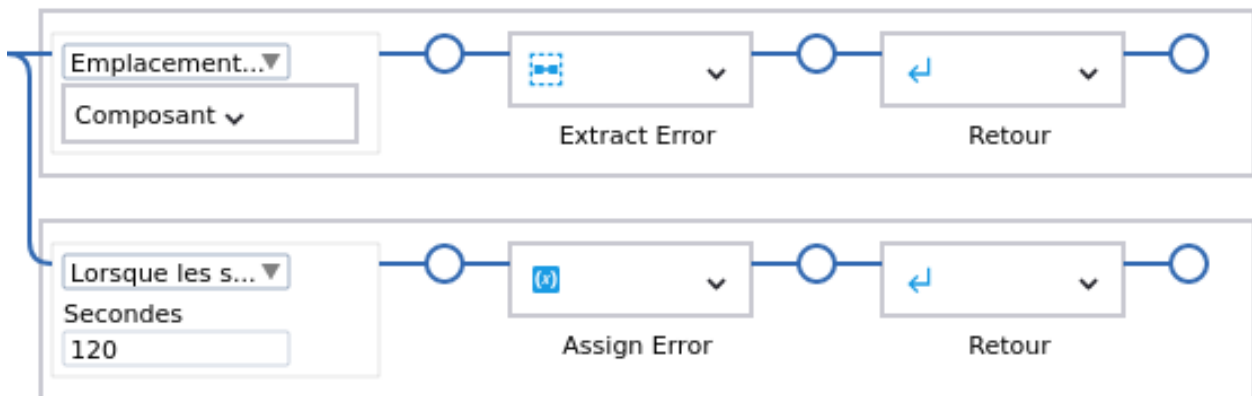 Emplacement...
Composant
Extract Error
Retour
Lorsque les s...
Secondes
120
(x)
Assign Error
Retour